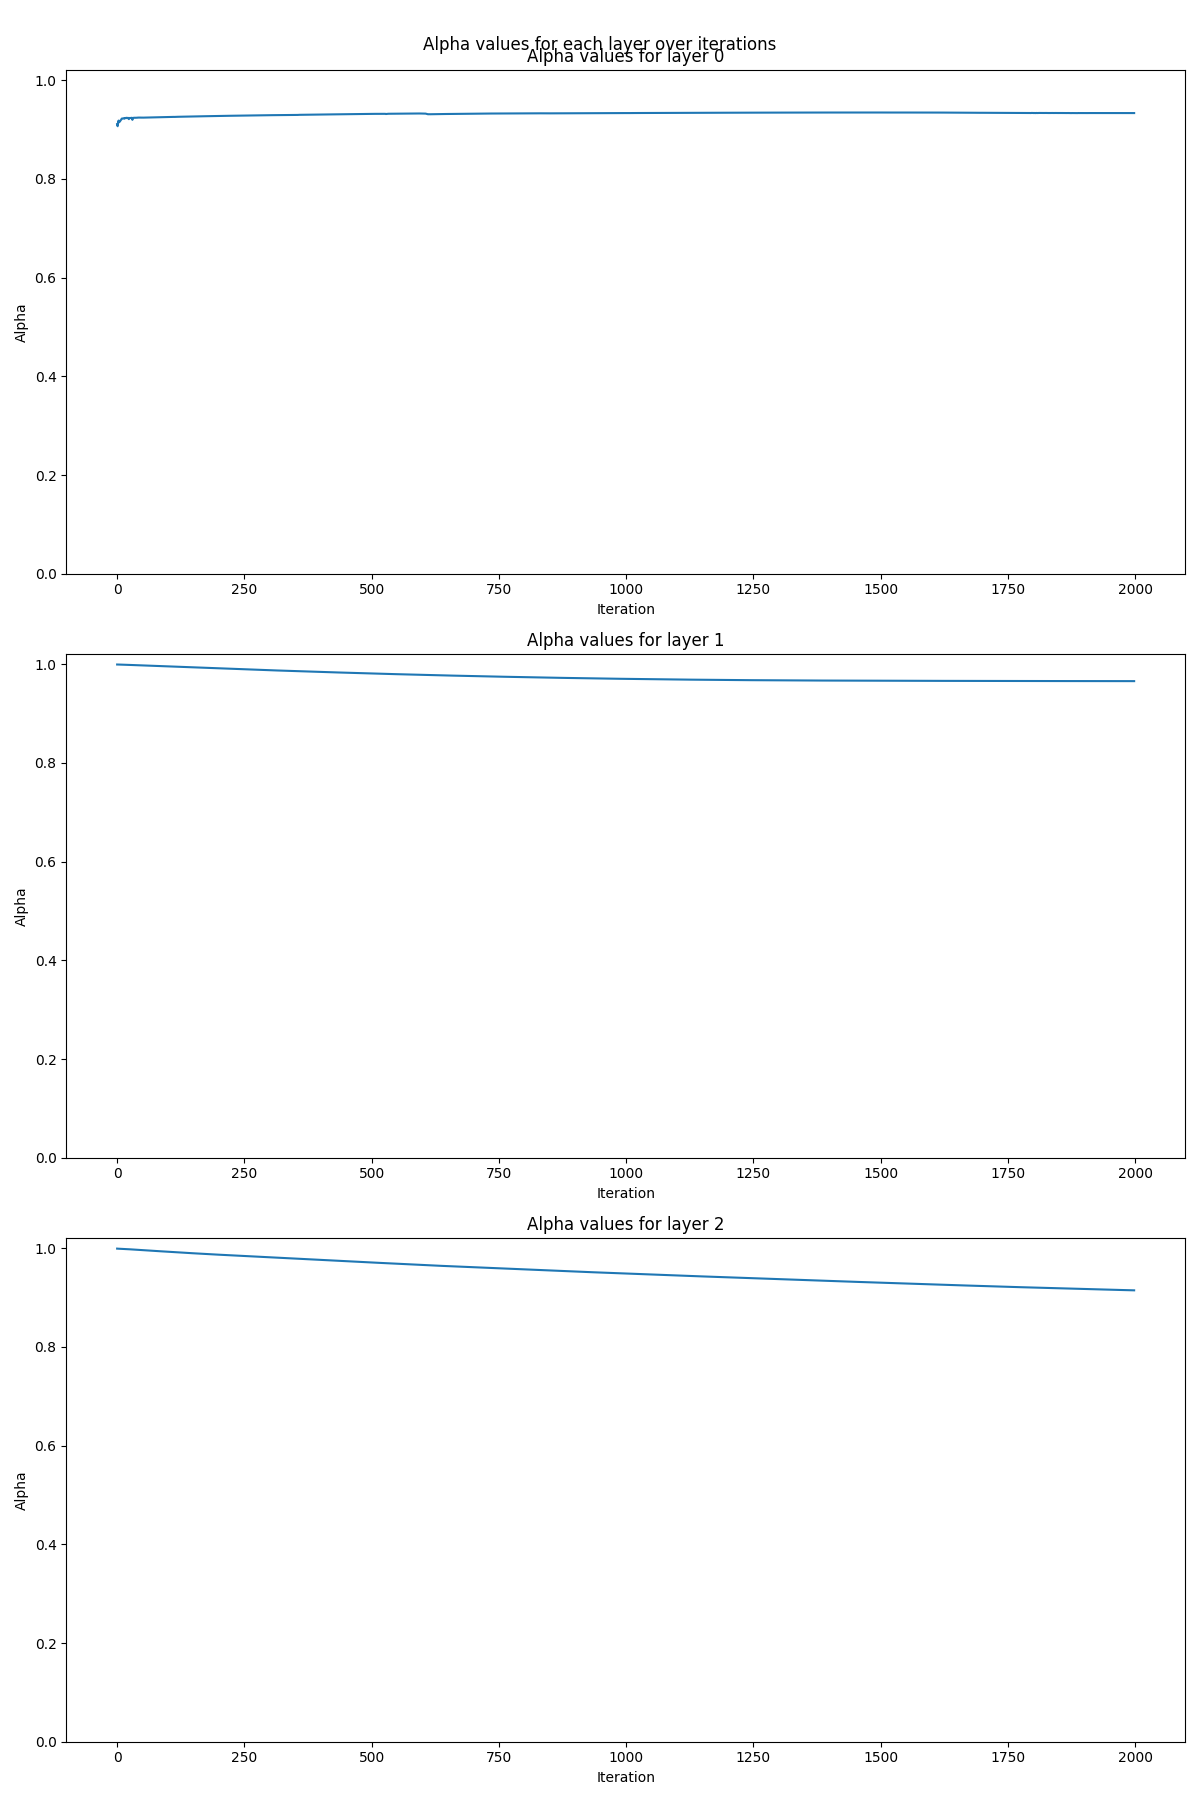 Alpha values for each layer over iterations
Alpha values for layer 0
1.0
0.8
0.6
0.4
0.2
0.0
Alpha
0 250 500 750 1000 1250 1500 1750 2000
Iteration
Alpha values for layer 1
1.0
0.8
0.6
0.4
0.2
0.0
Alpha
0 250 500 750 1000 1250 1500 1750 2000
Iteration
Alpha values for layer 2
1.0
0.8
0.6
0.4
0.2
0.0
Alpha
0 250 500 750 1000 1250 1500 1750 2000
Iteration